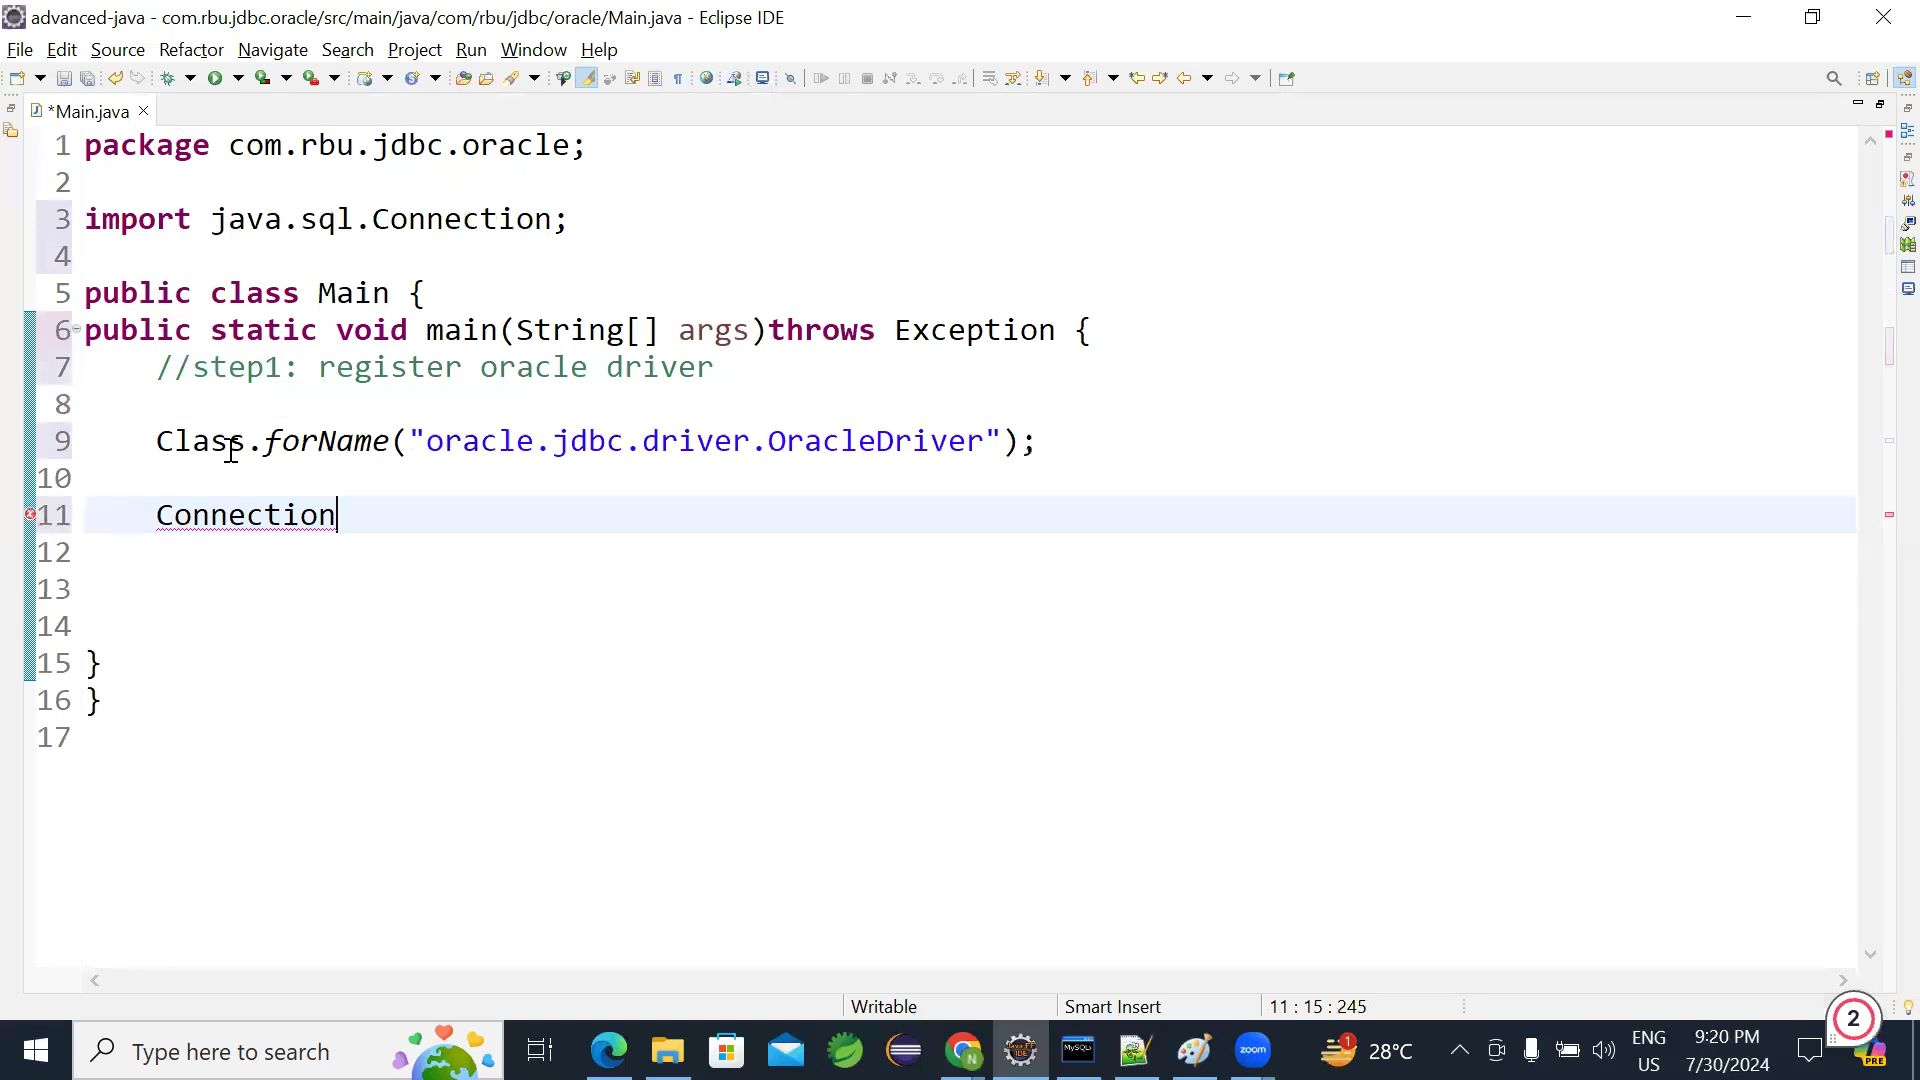 advanced-java - com.rbu.jdbc.oracle/src/main/java/com/rbu/jdbc/oracle/Main.java - Eclipse IDE
File Edit Source Refactor Navigate Search Project Run Window Help
*Main.java
1 package com.rbu.jdbc.oracle;
2
3 import java.sql.Connection;
4
5 public class Main {
6 public static void main(String[] args)throws Exception {
7 //step1: register oracle driver
8
9 Class.forName("oracle.jdbc.driver.OracleDriver");
10
11 Connection
12
13
14
15 }
16 }
17
Writable Smart Insert 11 : 15 : 245
2
Type here to search
MySQL
zoom
1
28°C
ENG
US
9:20 PM
7/30/2024
PRE